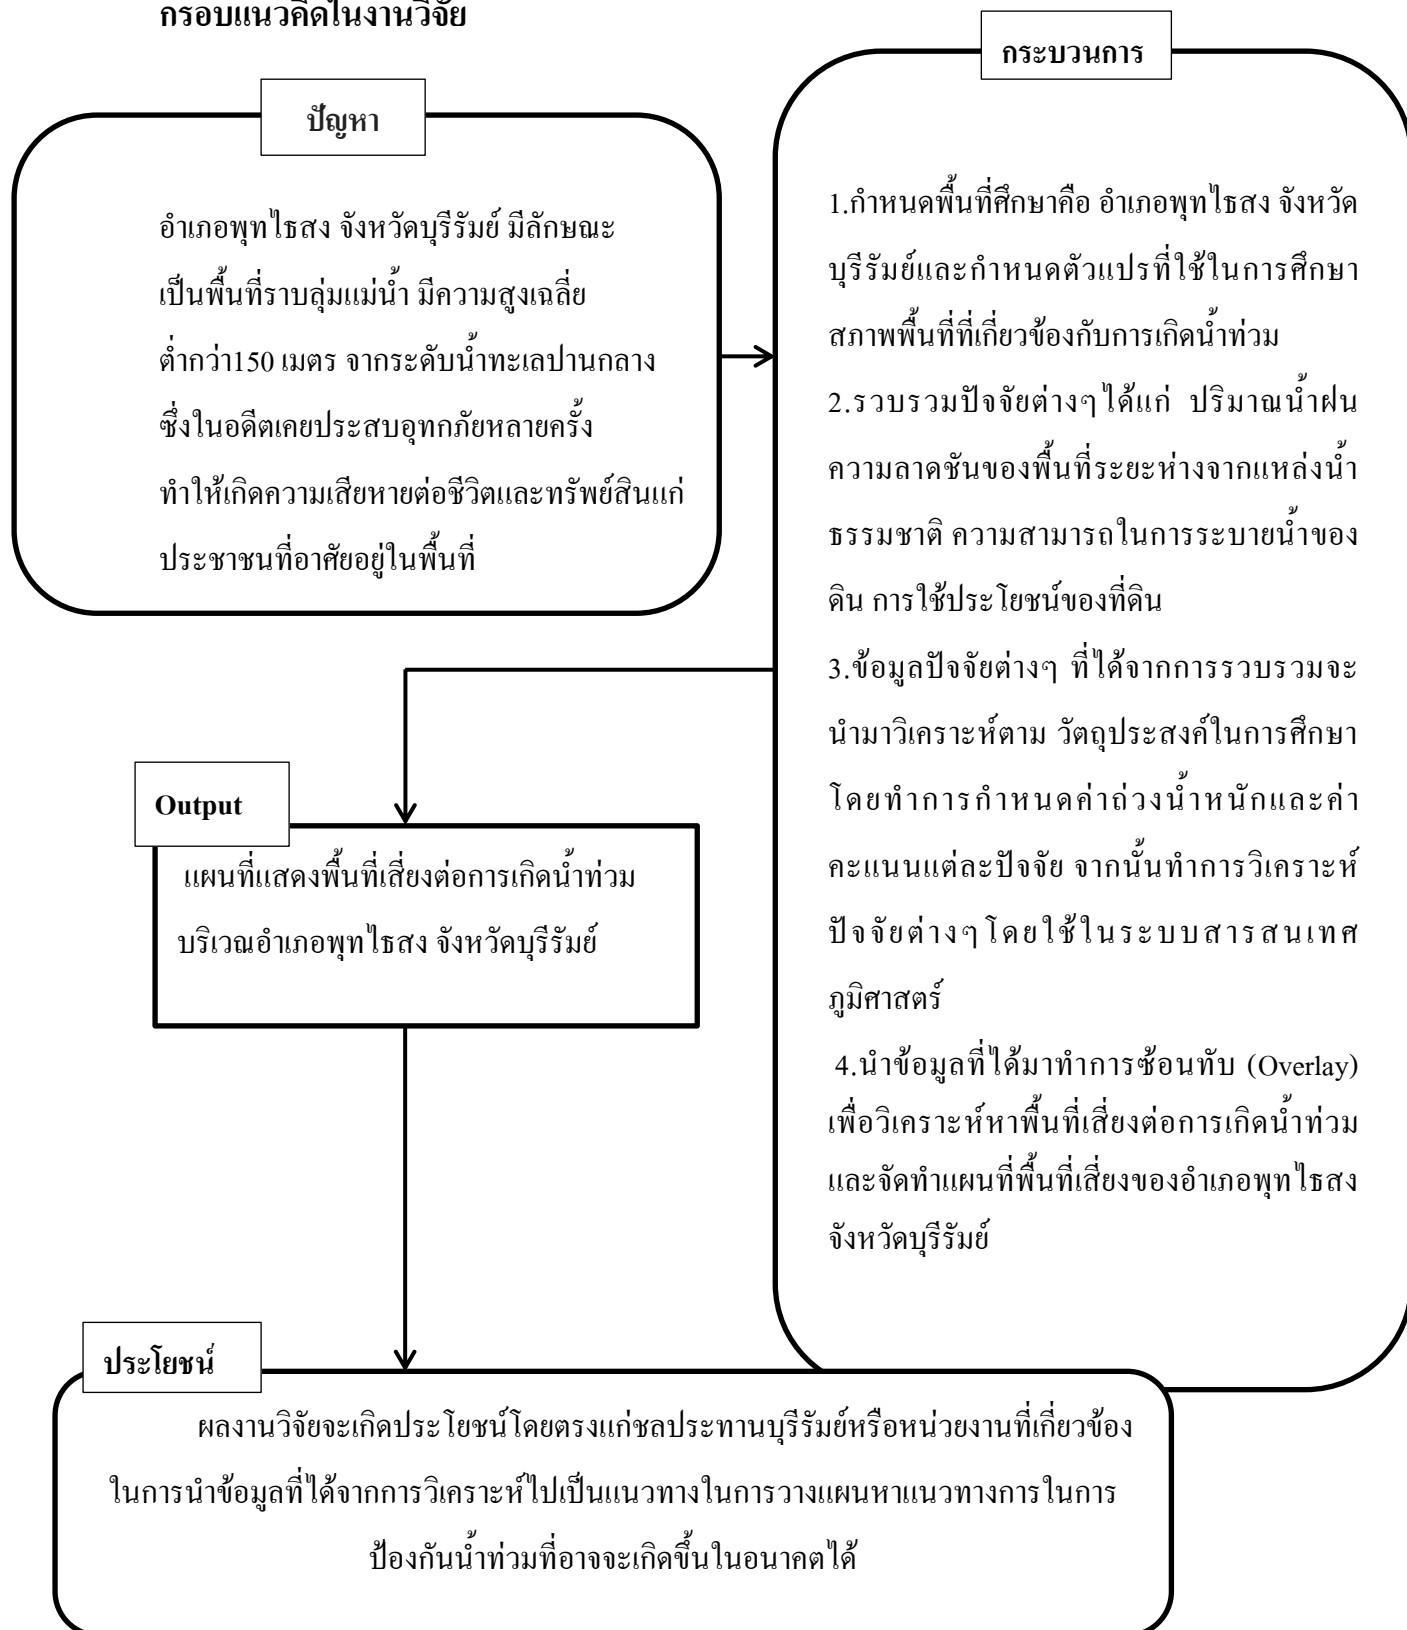 กรอบแนวคิดในงานวิจัย
ปัญหา
อำเภอพุทไธสง จังหวัดบุรีรัมย์ มีลักษณะ
เป็นพื้นที่ราบลุ่มแม่น้ำ มีความสูงเฉลี่ย
ต่ำกว่า150 เมตร จากระดับน้ำทะเลปานกลาง
ซึ่งในอดีตเคยประสบอุทกภัยหลายครั้ง
ทำให้เกิดความเสียหายต่อชีวิตและทรัพย์สินแก่
ประชาชนที่อาศัยอยู่ในพื้นที่
กระบวนการ
1.กำหนดพื้นที่ศึกษาคือ อำเภอพุทไธสง จังหวัด
บุรีรัมย์และกำหนดตัวแปรที่ใช้ในการศึกษา
สภาพพื้นที่ที่เกี่ยวข้องกับการเกิดน้ำท่วม
2.รวบรวมปัจจัยต่างๆได้แก่ ปริมาณน้ำฝน
ความลาดชันของพื้นที่ระยะห่างจากแหล่งน้ำ
ธรรมชาติ ความสามารถในการระบายน้ำของ
ดิน การใช้ประโยชน์ของที่ดิน
3.ข้อมูลปัจจัยต่างๆ ที่ได้จากการรวบรวมจะ
นำมาวิเคราะห์ตาม วัตถุประสงค์ในการศึกษา
โดยทำการกำหนดค่าถ่วงน้ำหนักและค่า
คะแนนแต่ละปัจจัย จากนั้นทำการวิเคราะห์
ปัจจัยต่างๆโดยใช้ในระบบสารสนเทศ
ภูมิศาสตร์
4.นำข้อมูลที่ได้มาทำการซ้อนทับ (Overlay)
เพื่อวิเคราะห์หาพื้นที่เสี่ยงต่อการเกิดน้ำท่วม
และจัดทำแผนที่พื้นที่เสี่ยงของอำเภอพุทไธสง
จังหวัดบุรีรัมย์
Output
แผนที่แสดงพื้นที่เสี่ยงต่อการเกิดน้ำท่วม
บริเวณอำเภอพุทไธสง จังหวัดบุรีรัมย์
ประโยชน์
ผลงานวิจัยจะเกิดประโยชน์โดยตรงแก่ชลประทานบุรีรัมย์หรือหน่วยงานที่เกี่ยวข้อง
ในการนำข้อมูลที่ได้จากการวิเคราะห์ไปเป็นแนวทางในการวางแผนหาแนวทางการในการ
ป้องกันน้ำท่วมที่อาจจะเกิดขึ้นในอนาคตได้